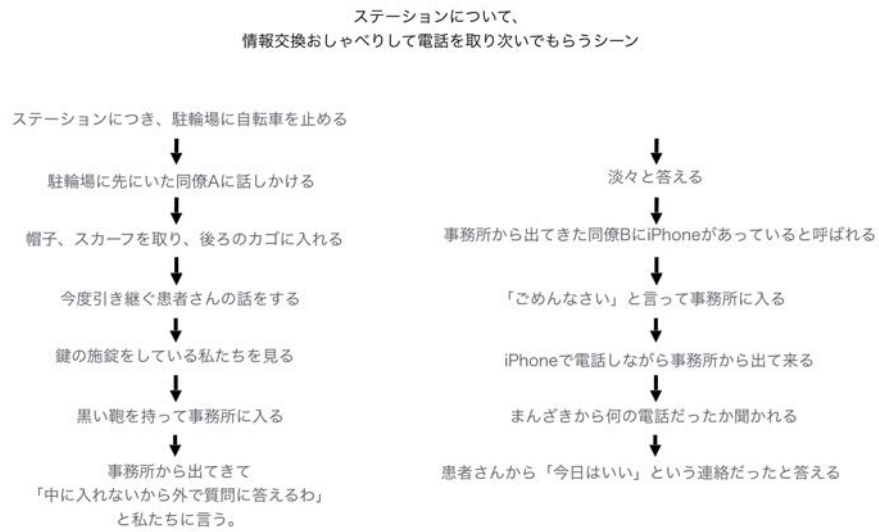 ステーションについて、
情報交換おしゃべりして電話を取り次いでもらうシーン
ステーションにつき、駐輪場に自転車を止める
駐輪場に先にいた同僚Aに話しかける
帽子、スカーフを取り、後ろのカゴに入れる
今度引き継ぐ患者さんの話をする
鍵の施錠をしている私たちを見る
黒い鞄を持って事務所に入る
事務所から出てきて
「中に入れないから外で質問に答えるわ」
と私たちに言う。
淡々と答える
事務所から出てきた同僚BにiPhoneがあっていると呼ばれる
「ごめんなさい」と言って事務所に入る
iPhoneで電話しながら事務所から出て来る
まんざきから何の電話だったか聞かれる
患者さんから「今日はいい」という連絡だったと答える